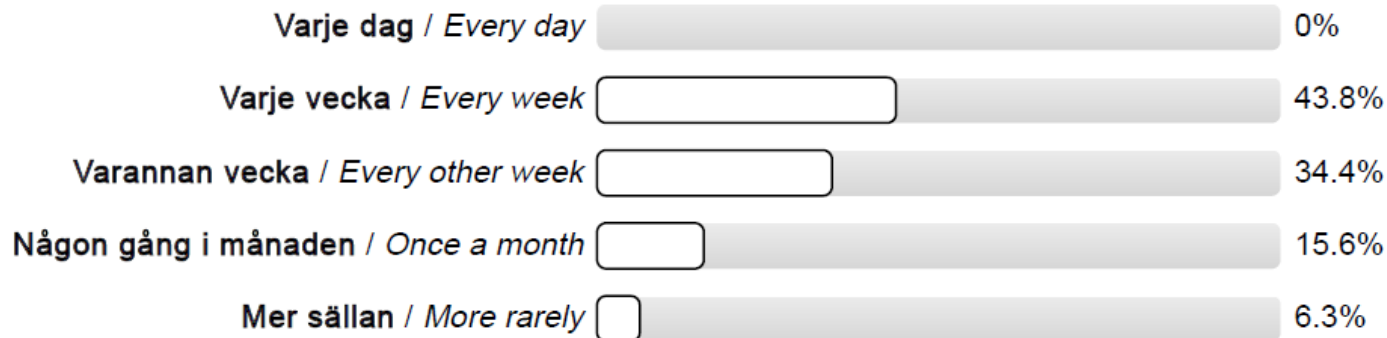 Varje dag / Every day 0%
Varje vecka / Every week 43.8%
Varannan vecka / Every other week 34.4%
Någon gång i månaden / Once a month 15.6%
Mer sällan / More rarely 6.3%